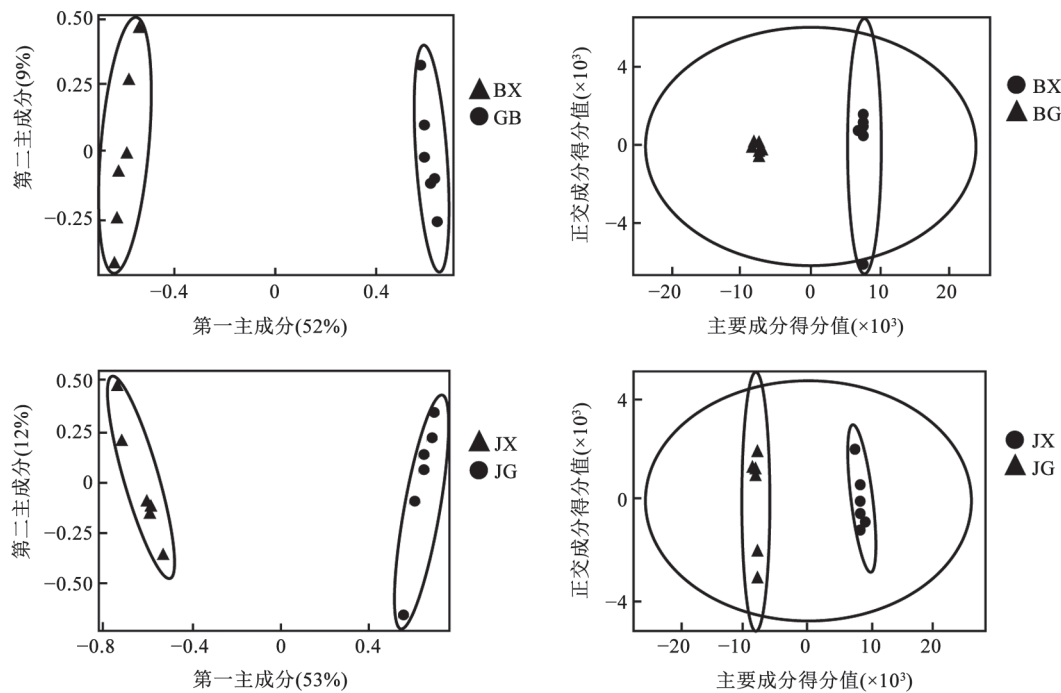 0.50
0.25
0
−0.25
第二主成分(9%)
−0.4 0 0.4
第一主成分(52%)
▲ BX
● GB
4
0
−4
正交成分得分值(×10³)
−20 −10 0 10 20
主要成分得分值(×10³)
● BX
▲ BG
0.50
0.25
0
−0.25
−0.50
第二主成分(12%)
−0.8 −0.4 0 0.4
第一主成分(53%)
▲ JX
● JG
4
0
−4
正交成分得分值(×10³)
−20 −10 0 10 20
主要成分得分值(×10³)
● JX
▲ JG